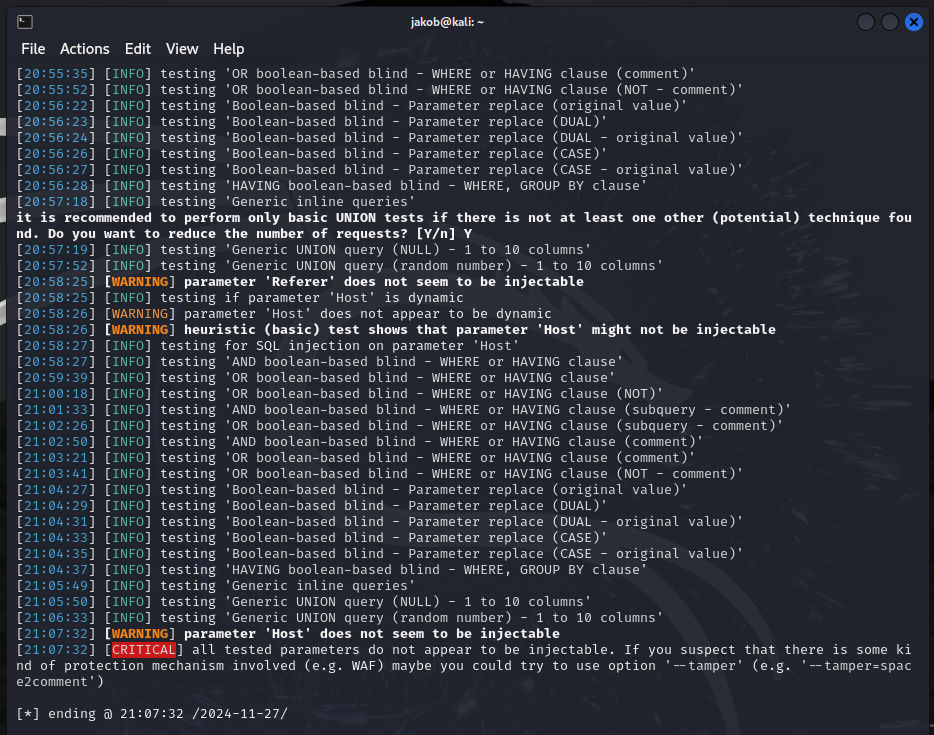 jakob@kali: ~
File Actions Edit View Help
[20:55:35] [INFO] testing 'OR boolean-based blind - WHERE or HAVING clause (comment)'
[20:55:52] [INFO] testing 'OR boolean-based blind - WHERE or HAVING clause (NOT - comment)'
[20:56:22] [INFO] testing 'Boolean-based blind - Parameter replace (original value)'
[20:56:23] [INFO] testing 'Boolean-based blind - Parameter replace (DUAL)'
[20:56:24] [INFO] testing 'Boolean-based blind - Parameter replace (DUAL - original value)'
[20:56:26] [INFO] testing 'Boolean-based blind - Parameter replace (CASE)'
[20:56:27] [INFO] testing 'Boolean-based blind - Parameter replace (CASE - original value)'
[20:56:28] [INFO] testing 'HAVING boolean-based blind - WHERE, GROUP BY clause'
[20:57:18] [INFO] testing 'Generic inline queries'
it is recommended to perform only basic UNION tests if there is not at least one other (potential) technique fou
nd. Do you want to reduce the number of requests? [Y/n] Y
[20:57:19] [INFO] testing 'Generic UNION query (NULL) - 1 to 10 columns'
[20:57:52] [INFO] testing 'Generic UNION query (random number) - 1 to 10 columns'
[20:58:25] [WARNING] parameter 'Referer' does not seem to be injectable
[20:58:25] [INFO] testing if parameter 'Host' is dynamic
[20:58:26] [WARNING] parameter 'Host' does not appear to be dynamic
[20:58:26] [WARNING] heuristic (basic) test shows that parameter 'Host' might not be injectable
[20:58:27] [INFO] testing for SQL injection on parameter 'Host'
[20:58:27] [INFO] testing 'AND boolean-based blind - WHERE or HAVING clause'
[20:59:39] [INFO] testing 'OR boolean-based blind - WHERE or HAVING clause'
[21:00:18] [INFO] testing 'OR boolean-based blind - WHERE or HAVING clause (NOT)'
[21:01:33] [INFO] testing 'AND boolean-based blind - WHERE or HAVING clause (subquery - comment)'
[21:02:26] [INFO] testing 'OR boolean-based blind - WHERE or HAVING clause (subquery - comment)'
[21:02:50] [INFO] testing 'AND boolean-based blind - WHERE or HAVING clause (comment)'
[21:03:21] [INFO] testing 'OR boolean-based blind - WHERE or HAVING clause (comment)'
[21:03:41] [INFO] testing 'OR boolean-based blind - WHERE or HAVING clause (NOT - comment)'
[21:04:27] [INFO] testing 'Boolean-based blind - Parameter replace (original value)'
[21:04:29] [INFO] testing 'Boolean-based blind - Parameter replace (DUAL)'
[21:04:31] [INFO] testing 'Boolean-based blind - Parameter replace (DUAL - original value)'
[21:04:33] [INFO] testing 'Boolean-based blind - Parameter replace (CASE)'
[21:04:35] [INFO] testing 'Boolean-based blind - Parameter replace (CASE - original value)'
[21:04:37] [INFO] testing 'HAVING boolean-based blind - WHERE, GROUP BY clause'
[21:05:49] [INFO] testing 'Generic inline queries'
[21:05:50] [INFO] testing 'Generic UNION query (NULL) - 1 to 10 columns'
[21:06:33] [INFO] testing 'Generic UNION query (random number) - 1 to 10 columns'
[21:07:32] [WARNING] parameter 'Host' does not seem to be injectable
[21:07:32] [CRITICAL] all tested parameters do not appear to be injectable. If you suspect that there is some ki
nd of protection mechanism involved (e.g. WAF) maybe you could try to use option '--tamper' (e.g. '--tamper=spac
e2comment')
[*] ending @ 21:07:32 /2024-11-27/